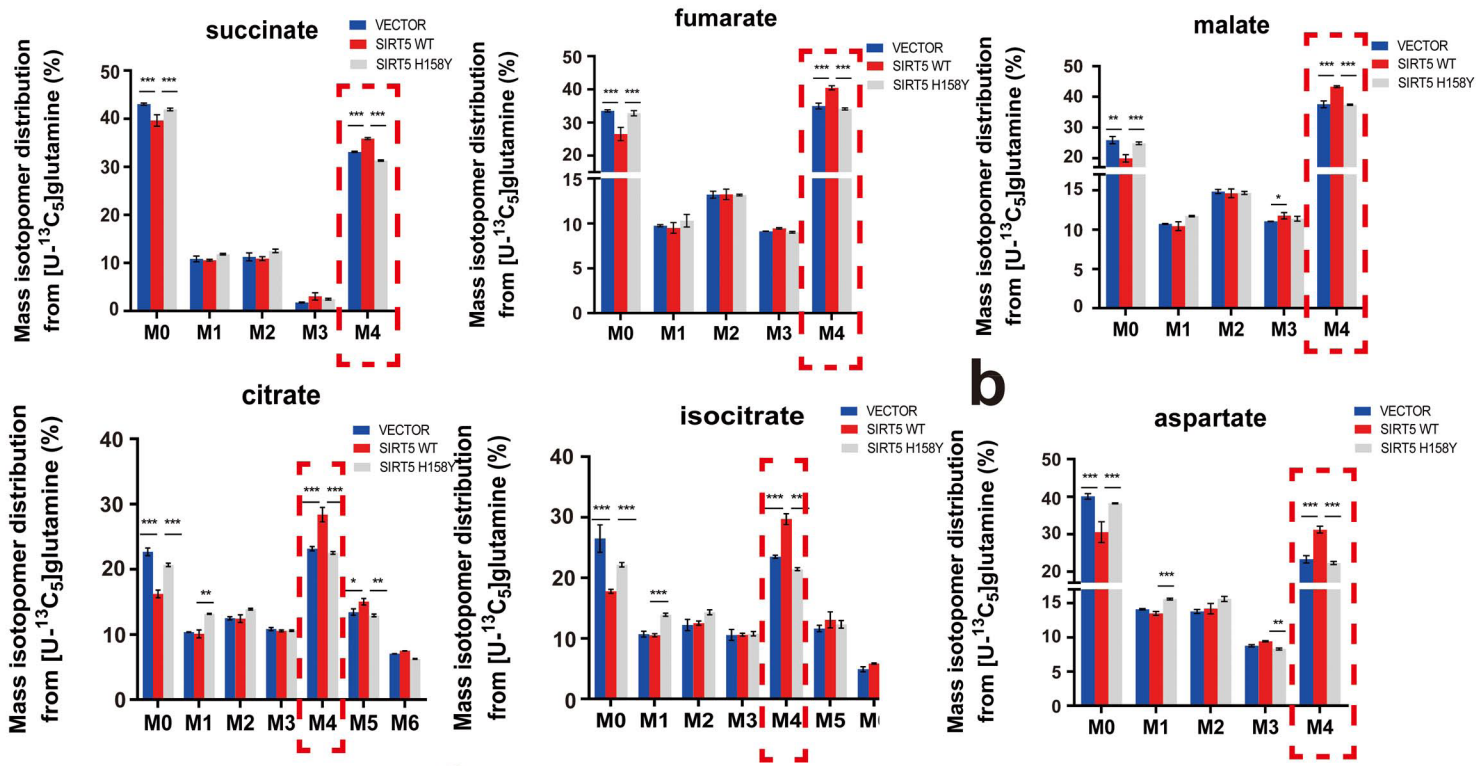 succinate
VECTOR
SIRT5 WT
SIRT5 H158Y
Mass isotopomer distribution
from [U-¹³C₅]glutamine (%)
50
40
30
20
10
0
*** ***
*** ***
M0 M1 M2 M3 M4
fumarate
VECTOR
SIRT5 WT
SIRT5 H158Y
Mass isotopomer distribution
from [U-¹³C₅]glutamine (%)
50
40
30
20
15
10
5
0
*** ***
*** ***
M0 M1 M2 M3 M4
malate
VECTOR
SIRT5 WT
SIRT5 H158Y
Mass isotopomer distribution
from [U-¹³C₅]glutamine (%)
50
40
30
20
15
10
5
0
** ***
*
*** ***
M0 M1 M2 M3 M4
citrate
VECTOR
SIRT5 WT
SIRT5 H158Y
Mass isotopomer distribution
from [U-¹³C₅]glutamine (%)
40
30
20
10
0
*** ***
**
*** ***
* **
M0 M1 M2 M3 M4 M5 M6
isocitrate
VECTOR
SIRT5 WT
SIRT5 H158Y
Mass isotopomer distribution
from [U-¹³C₅]glutamine (%)
40
30
20
10
0
*** ***
***
*** **
M0 M1 M2 M3 M4 M5
b
aspartate
VECTOR
SIRT5 WT
SIRT5 H158Y
Mass isotopomer distribution
from [U-¹³C₅]glutamine (%)
50
40
30
20
15
10
5
0
*** ***
***
**
*** ***
M0 M1 M2 M3 M4